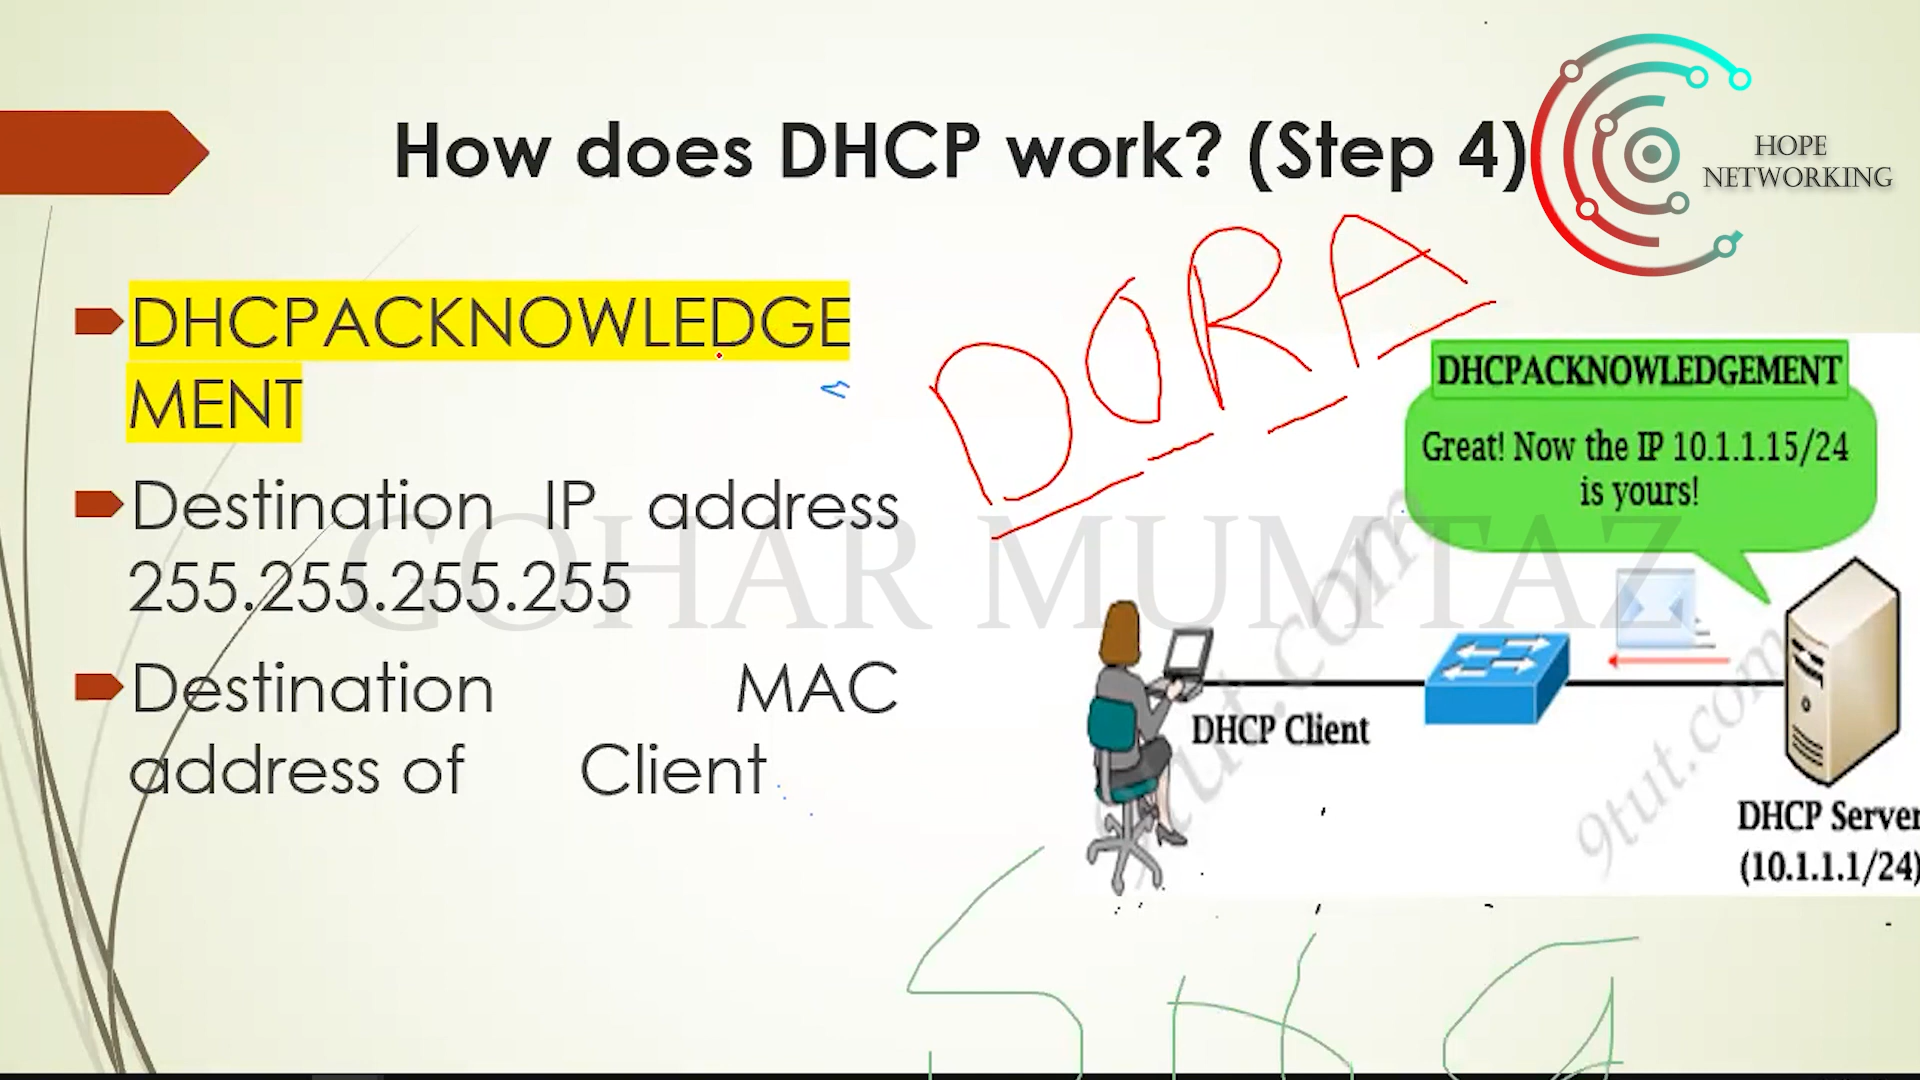 How does DHCP work? (Step 4)
HOPE
NETWORKING
DHCPACKNOWLEDGE
MENT
Destination IP address
255.255.255.255
Destination MAC
address of Client
DORA
DHCPACKNOWLEDGEMENT
Great! Now the IP 10.1.1.15/24
is yours!
DHCP Client
DHCP Server
(10.1.1.1/24)
GOHAR MUMTAZ
9tut.com
9tut.com